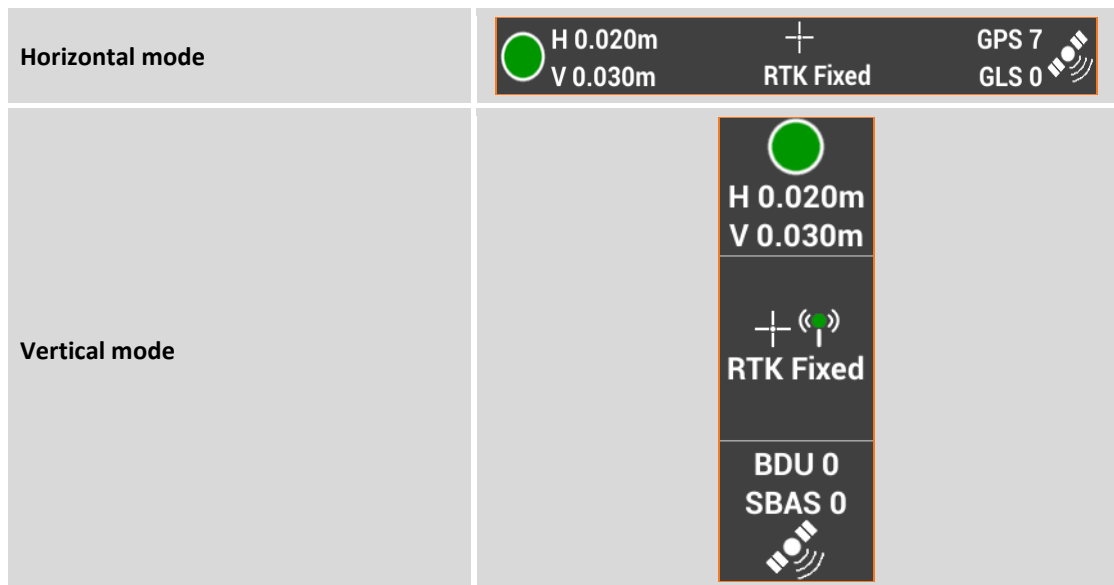 Horizontal mode
H 0.020m
V 0.030m
RTK Fixed
GPS 7
GLS 0
Vertical mode
H 0.020m
V 0.030m
RTK Fixed
BDU 0
SBAS 0